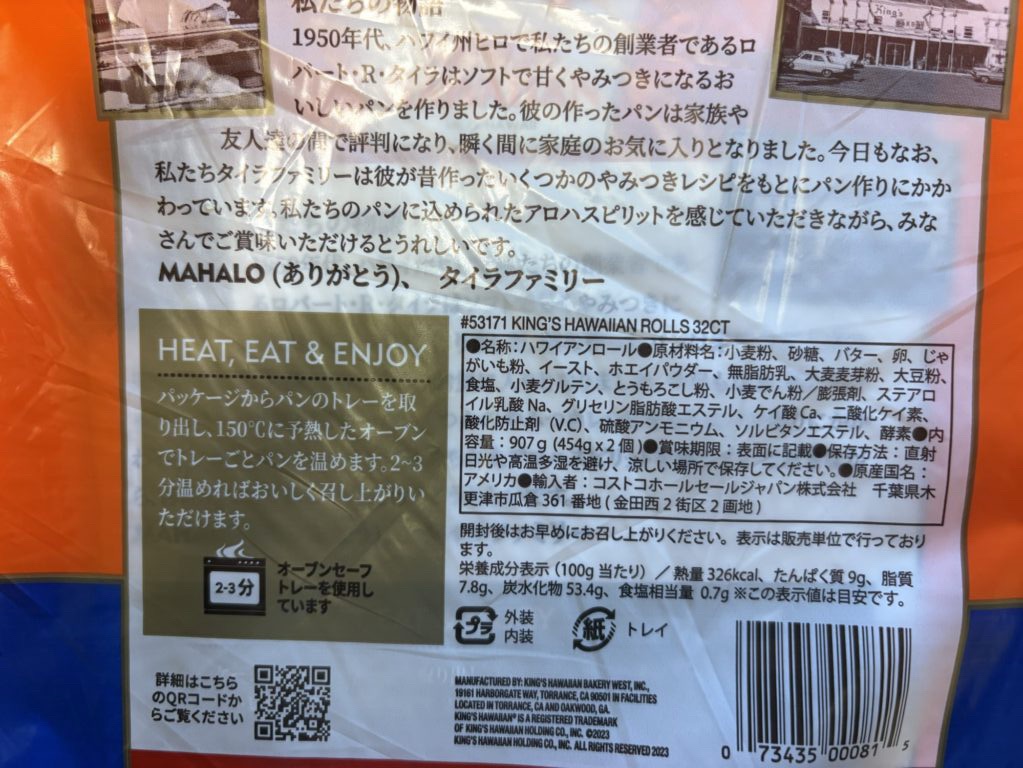 私たちの物語
1950年代、ハワイ州ヒロで私たちの創業者であるロ
バート・R・タイラはソフトで甘くやみつきになるお
いしいパンを作りました。彼の作ったパンは家族や
友人達の間で評判になり、瞬く間に家庭のお気に入りとなりました。今日もなお、
私たちタイラファミリーは彼が昔作ったいくつかのやみつきレシピをもとにパン作りにかか
わっています。私たちのパンに込められたアロハスピリットを感じていただきながら、みな
さんでご賞味いただけるとうれしいです。
MAHALO (ありがとう)、 タイラファミリー
King's
HEAT, EAT & ENJOY
パッケージからパンのトレーを取
り出し、150℃に予熱したオーブン
でトレーごとパンを温めます。2~3
分温めればおいしく召し上がりい
ただけます。
2-3分
オーブンセーフ
トレーを使用し
ています
#53171 KING'S HAWAIIAN ROLLS 32CT
●名称:ハワイアンロール●原材料名:小麦粉、砂糖、バター、卵、じゃ
がいも粉、イースト、ホエイパウダー、無脂肪乳、大麦麦芽粉、大豆粉、
食塩、小麦グルテン、とうもろこし粉、小麦でん粉/膨張剤、ステアロ
イル乳酸 Na、グリセリン脂肪酸エステル、ケイ酸 Ca、二酸化ケイ素、
酸化防止剤(V.C)、硫酸アンモニウム、ソルビタンエステル、酵素●内
容量:907g (454g x 2個)●賞味期限:表面に記載●保存方法:直射
日光や高温多湿を避け、涼しい場所で保存してください。●原産国名:
アメリカ●輸入者:コストコホールセールジャパン株式会社 千葉県木
更津市瓜倉 361 番地(金田西2街区2画地)
開封後はお早めにお召し上がりください。表示は販売単位で行っており
ます。
栄養成分表示(100g 当たり)/熱量 326kcal、たんぱく質 9g、脂質
7.8g、炭水化物 53.4g、食塩相当量 0.7g ※この表示値は目安です。
プラ
外装
内装
紙
トレイ
詳細はこちら
のQRコードか
らご覧ください
MANUFACTURED BY: KING'S HAWAIIAN BAKERY WEST, INC.,
19161 HARBORGATE WAY, TORRANCE, CA 90501 IN FACILITIES
LOCATED IN TORRANCE, CA AND OAKWOOD, GA.
KING'S HAWAIIAN® IS A REGISTERED TRADEMARK
OF KING'S HAWAIIAN HOLDING CO., INC. ©2023
KING'S HAWAIIAN HOLDING CO., INC. ALL RIGHTS RESERVED 2023
0 73435 00081 5